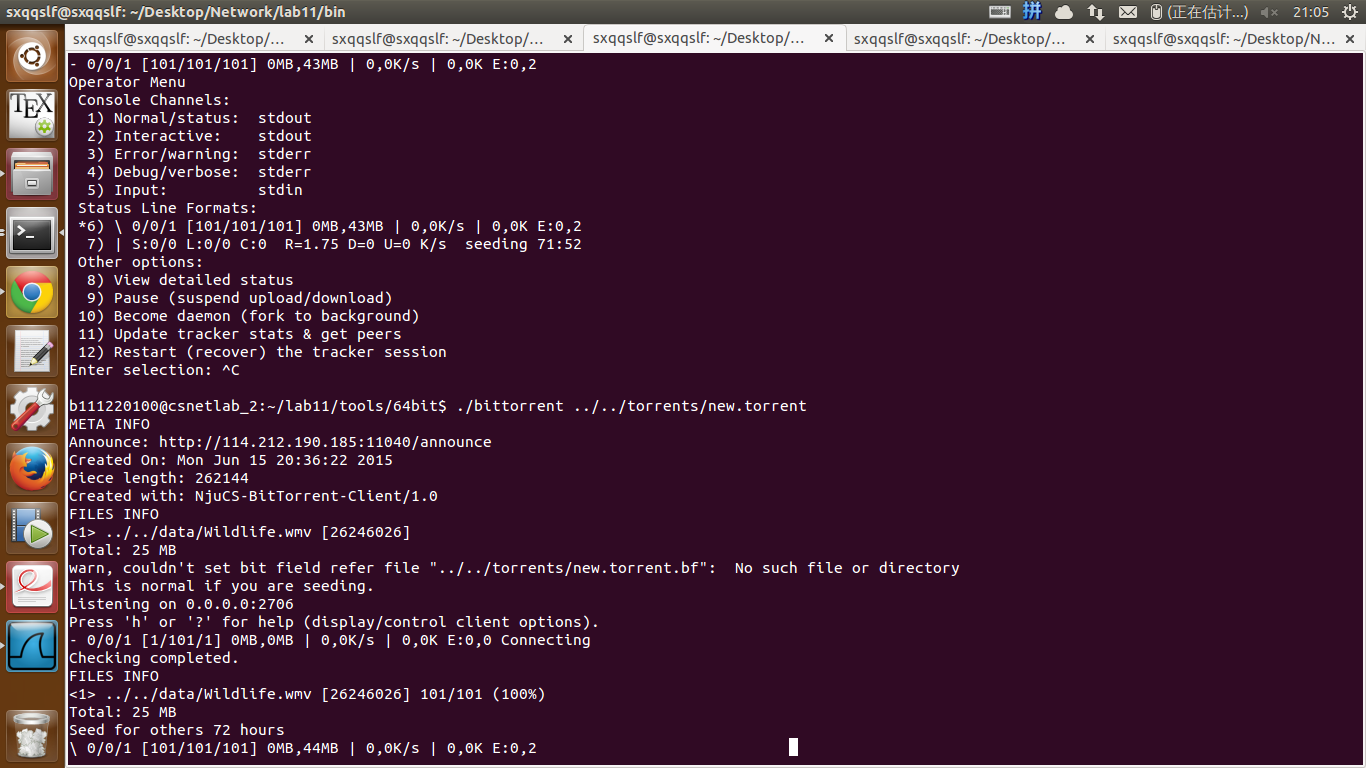 sxqqslf@sxqqslf: ~/Desktop/Network/lab11/bin
拼 (正在估计...) 21:05
sxqqslf@sxqqslf: ~/Desktop/... × sxqqslf@sxqqslf: ~/Desktop/... × sxqqslf@sxqqslf: ~/Desktop/... × sxqqslf@sxqqslf: ~/Desktop/... × sxqqslf@sxqqslf: ~/Desktop/N... ×
TEX
- 0/0/1 [101/101/101] 0MB,43MB | 0,0K/s | 0,0K E:0,2
Operator Menu
 Console Channels:
  1) Normal/status:  stdout
  2) Interactive:    stdout
  3) Error/warning:  stderr
  4) Debug/verbose:  stderr
  5) Input:          stdin
 Status Line Formats:
 *6) \ 0/0/1 [101/101/101] 0MB,43MB | 0,0K/s | 0,0K E:0,2
  7) | S:0/0 L:0/0 C:0  R=1.75 D=0 U=0 K/s  seeding 71:52
 Other options:
  8) View detailed status
  9) Pause (suspend upload/download)
 10) Become daemon (fork to background)
 11) Update tracker stats & get peers
 12) Restart (recover) the tracker session
Enter selection: ^C
b111220100@csnetlab_2:~/lab11/tools/64bit$ ./bittorrent ../../torrents/new.torrent
META INFO
Announce: http://114.212.190.185:11040/announce
Created On: Mon Jun 15 20:36:22 2015
Piece length: 262144
Created with: NjuCS-BitTorrent-Client/1.0
FILES INFO
<1> ../../data/Wildlife.wmv [26246026]
Total: 25 MB
warn, couldn't set bit field refer file "../../torrents/new.torrent.bf":  No such file or directory
This is normal if you are seeding.
Listening on 0.0.0.0:2706
Press 'h' or '?' for help (display/control client options).
- 0/0/1 [1/101/1] 0MB,0MB | 0,0K/s | 0,0K E:0,0 Connecting
Checking completed.
FILES INFO
<1> ../../data/Wildlife.wmv [26246026] 101/101 (100%)
Total: 25 MB
Seed for others 72 hours
\ 0/0/1 [101/101/101] 0MB,44MB | 0,0K/s | 0,0K E:0,2